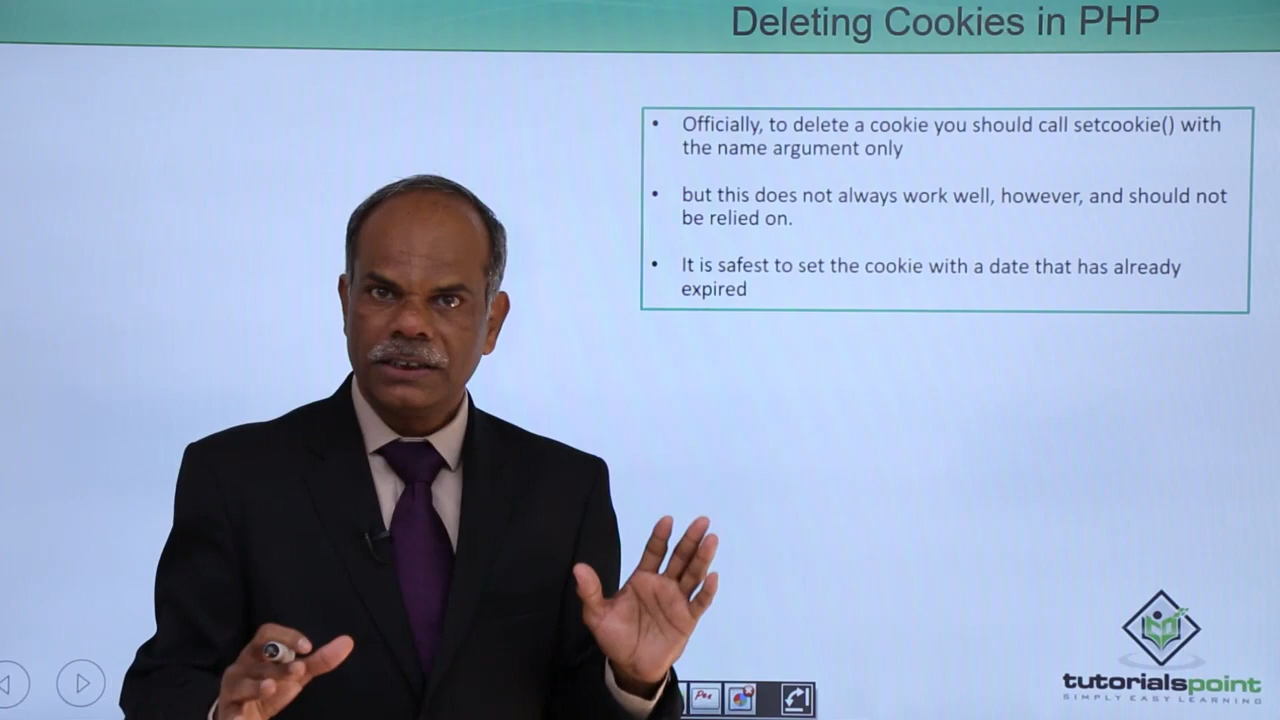 Deleting Cookies in PHP
• Officially, to delete a cookie you should call setcookie() with
the name argument only
• but this does not always work well, however, and should not
be relied on.
• It is safest to set the cookie with a date that has already
expired
Pen
tutorialspoint
SIMPLY EASY LEARNING